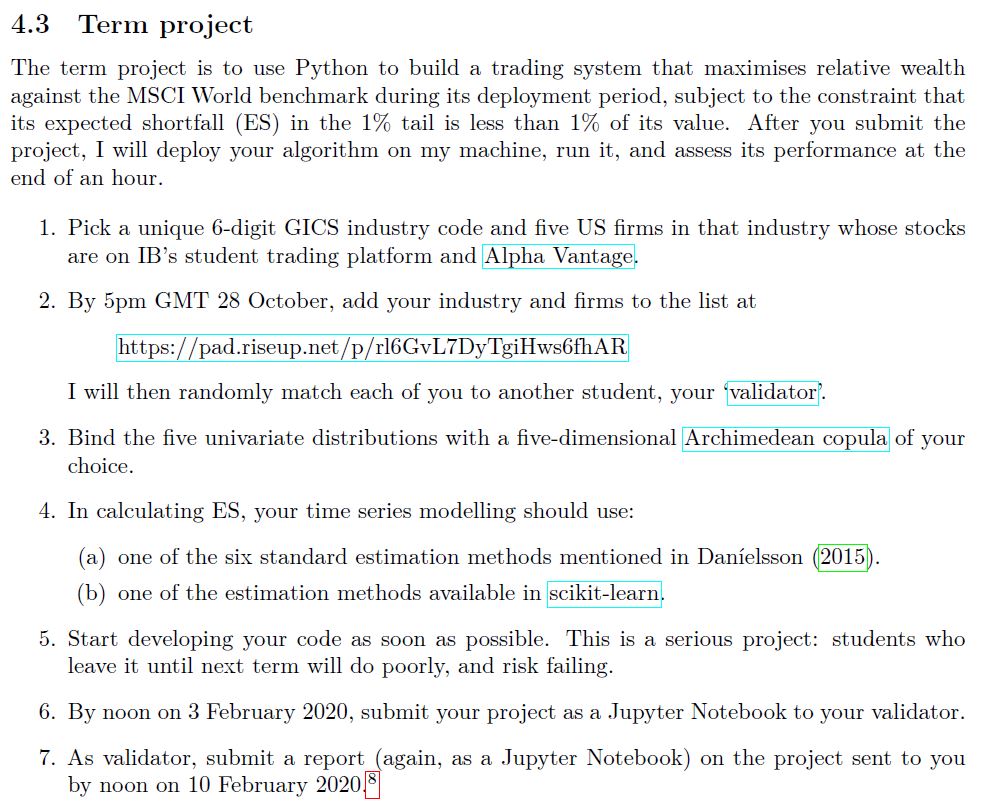 4.3 Term project
The term project is to use Python to build a trading system that maximises relative wealth
against the MSCI World benchmark during its deployment period, subject to the constraint that
its expected shortfall (ES) in the 1% tail is less than 1% of its value. After you submit the
project, I will deploy your algorithm on my machine, run it, and assess its performance at the
end of an hour.
1. Pick a unique 6-digit GICS industry code and five US firms in that industry whose stocks
are on IB's student trading platform and Alpha Vantage.
2. By 5pm GMT 28 October, add your industry and firms to the list at
https://pad.riseup.net/p/rl6GvL7DyTgiHws6fhAR
I will then randomly match each of you to another student, your ‘validator’.
3. Bind the five univariate distributions with a five-dimensional Archimedean copula of your
choice.
4. In calculating ES, your time series modelling should use:
(a) one of the six standard estimation methods mentioned in Daníelsson (2015).
(b) one of the estimation methods available in scikit-learn.
5. Start developing your code as soon as possible. This is a serious project: students who
leave it until next term will do poorly, and risk failing.
6. By noon on 3 February 2020, submit your project as a Jupyter Notebook to your validator.
7. As validator, submit a report (again, as a Jupyter Notebook) on the project sent to you
by noon on 10 February 2020.8